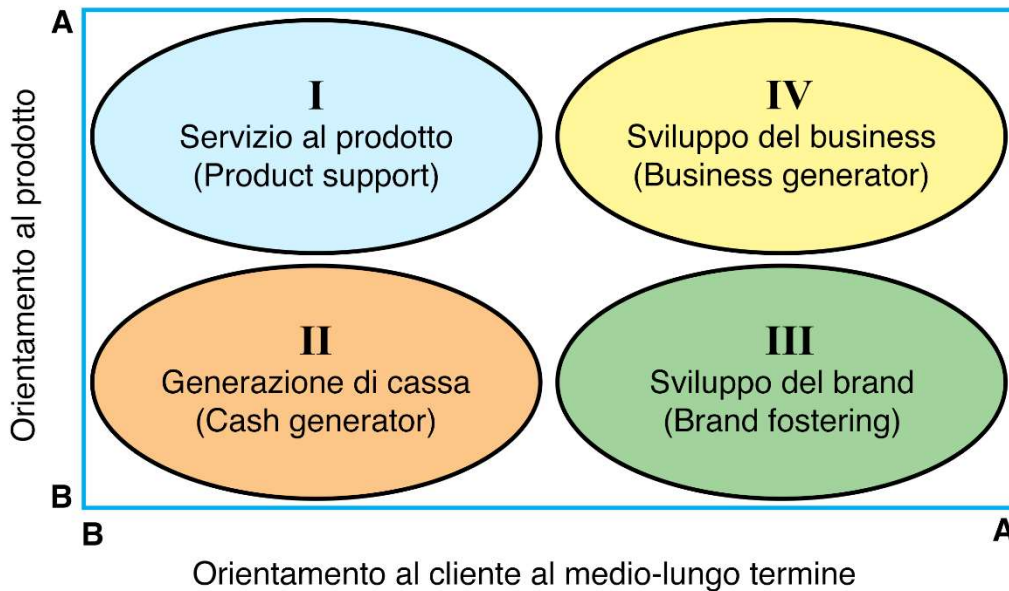 A
Orientamento al prodotto
I
Servizio al prodotto
(Product support)
IV
Sviluppo del business
(Business generator)
II
Generazione di cassa
(Cash generator)
III
Sviluppo del brand
(Brand fostering)
B
B
A
Orientamento al cliente al medio-lungo termine